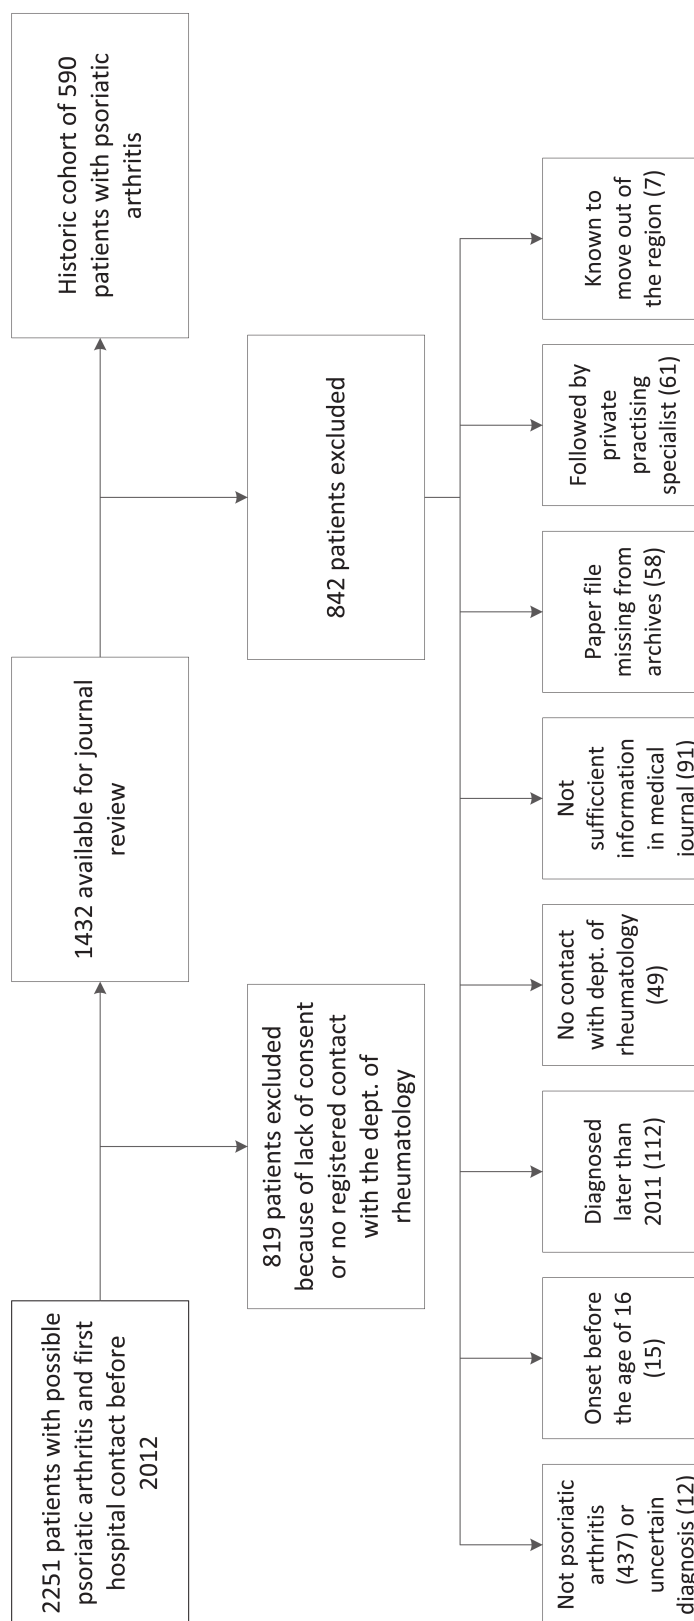 2251 patients with possible
psoriatic arthritis and first
hospital contact before
2012
1432 available for journal
review
Historic cohort of 590
patients with psoriatic
arthritis
819 patients excluded
because of lack of consent
or no registered contact
with the dept. of
rheumatology
842 patients excluded
Not psoriatic
arthritis
(437) or
uncertain
diagnosis (12)
Onset before
the age of 16
(15)
Diagnosed
later than
2011 (112)
No contact
with dept. of
rheumatology
(49)
Not
sufficcient
information
in medical
journal (91)
Paper file
missing from
archives (58)
Followed by
private
practising
specialist (61)
Known to
move out of
the region (7)